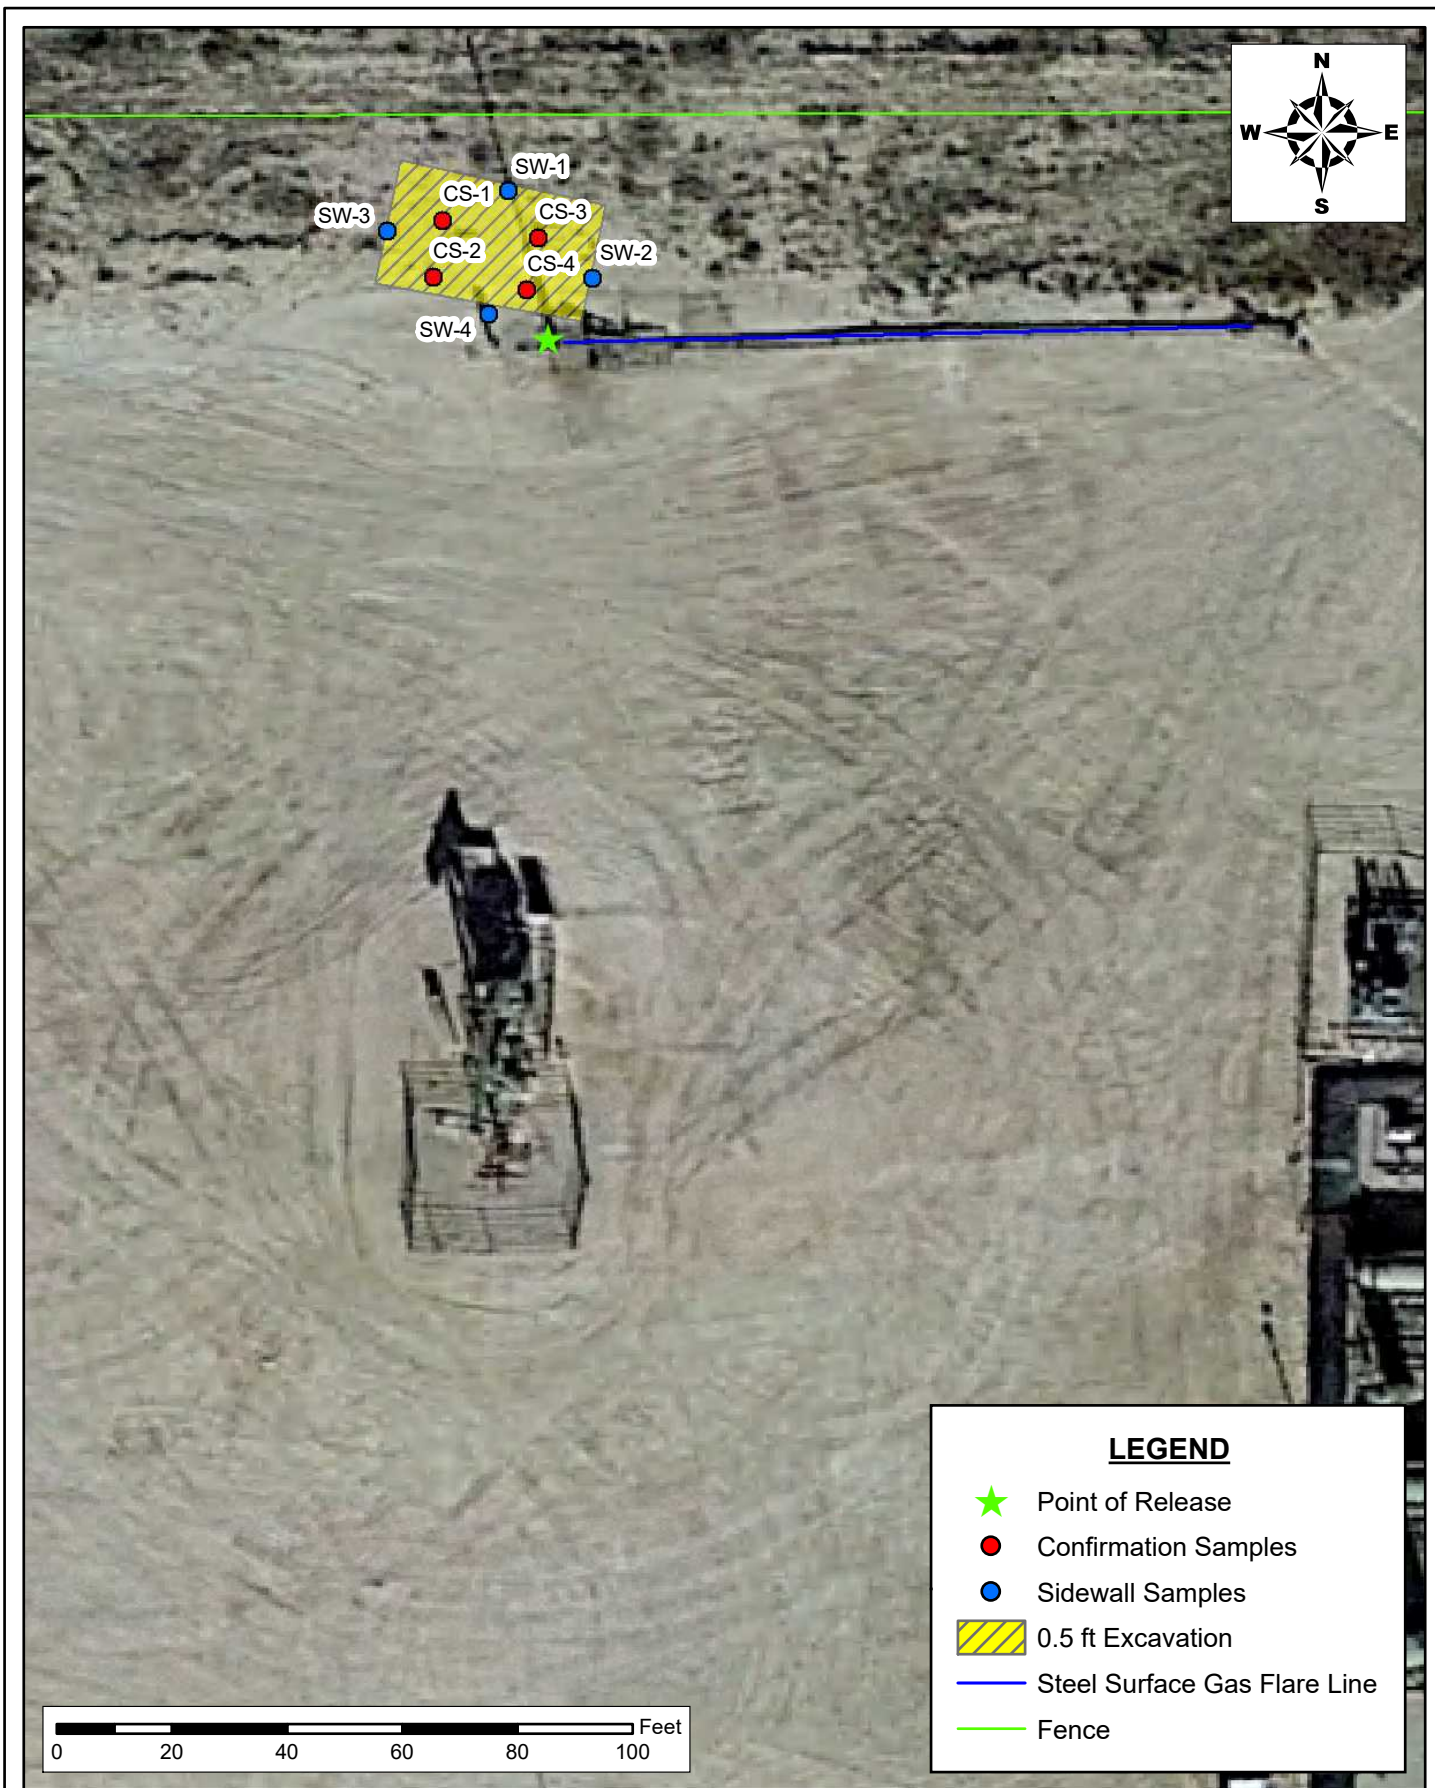 N
W E
S
SW-1
CS-1
SW-3
CS-3
CS-2
SW-2
CS-4
SW-4
LEGEND
Point of Release
Confirmation Samples
Sidewall Samples
0.5 ft Excavation
Steel Surface Gas Flare Line
Fence
Feet
0 20 40 60 80 100